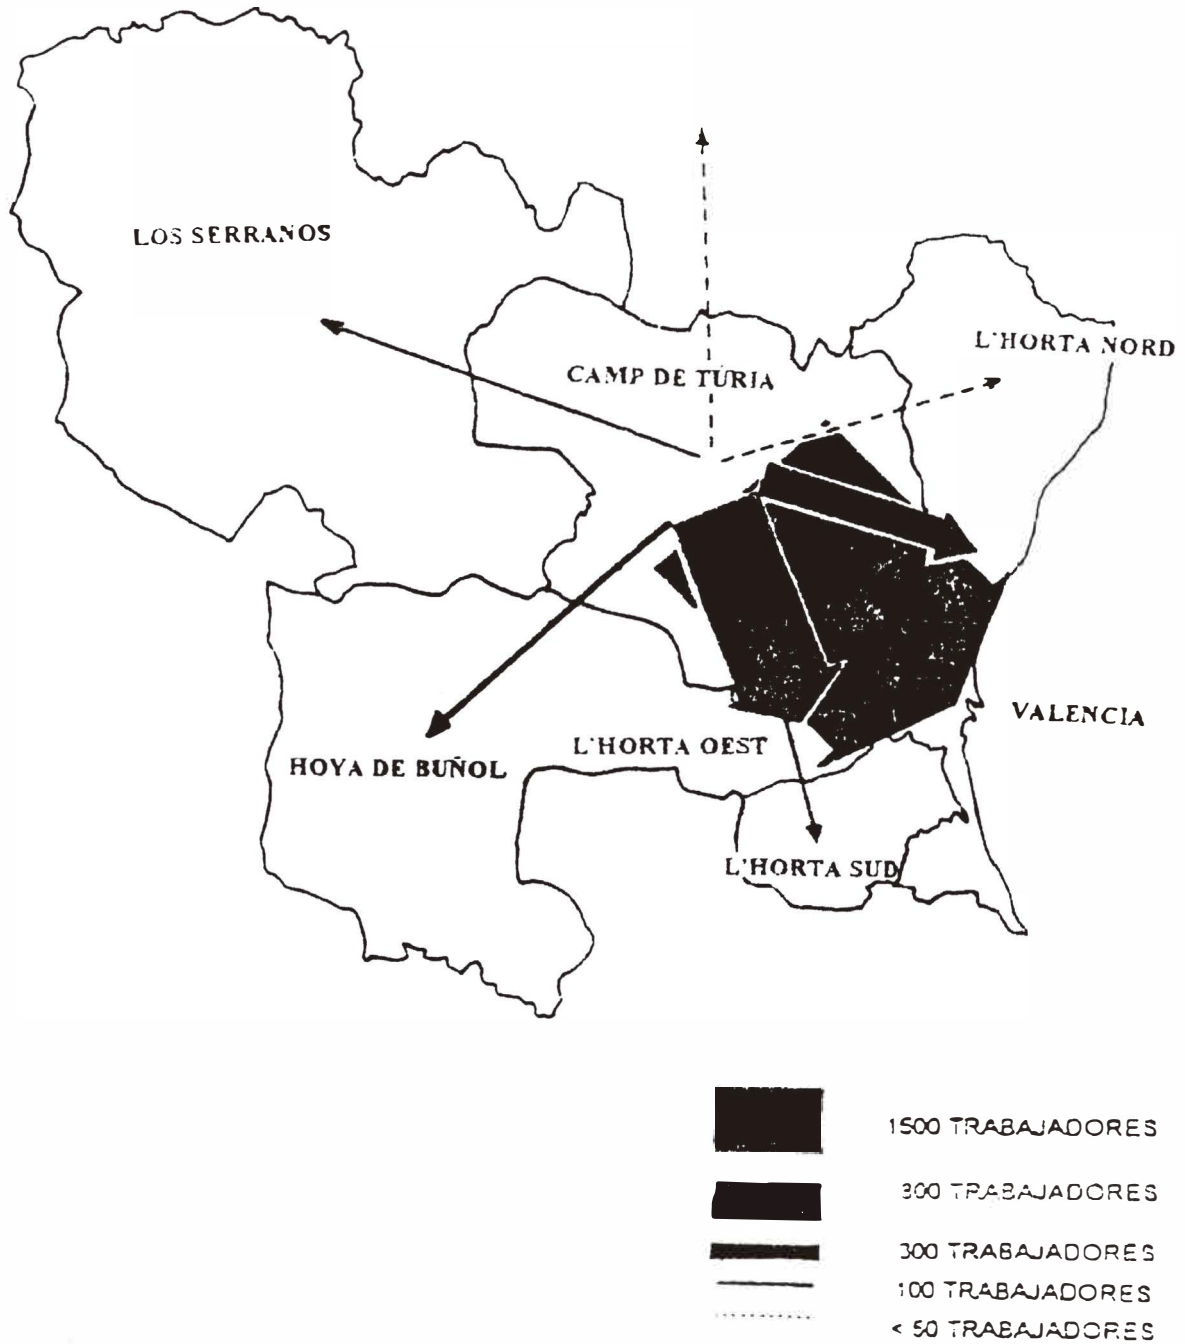 LOS SERRANOS
L'HORTA NORD
CAMP DE TÚRIA
VALENCIA
L'HORTA OEST
HOYA DE BUÑOL
L'HORTA SUD
1500 TRABAJADORES
300 TRABAJADORES
300 TRABAJADORES
100 TRABAJADORES
< 50 TRABAJADORES